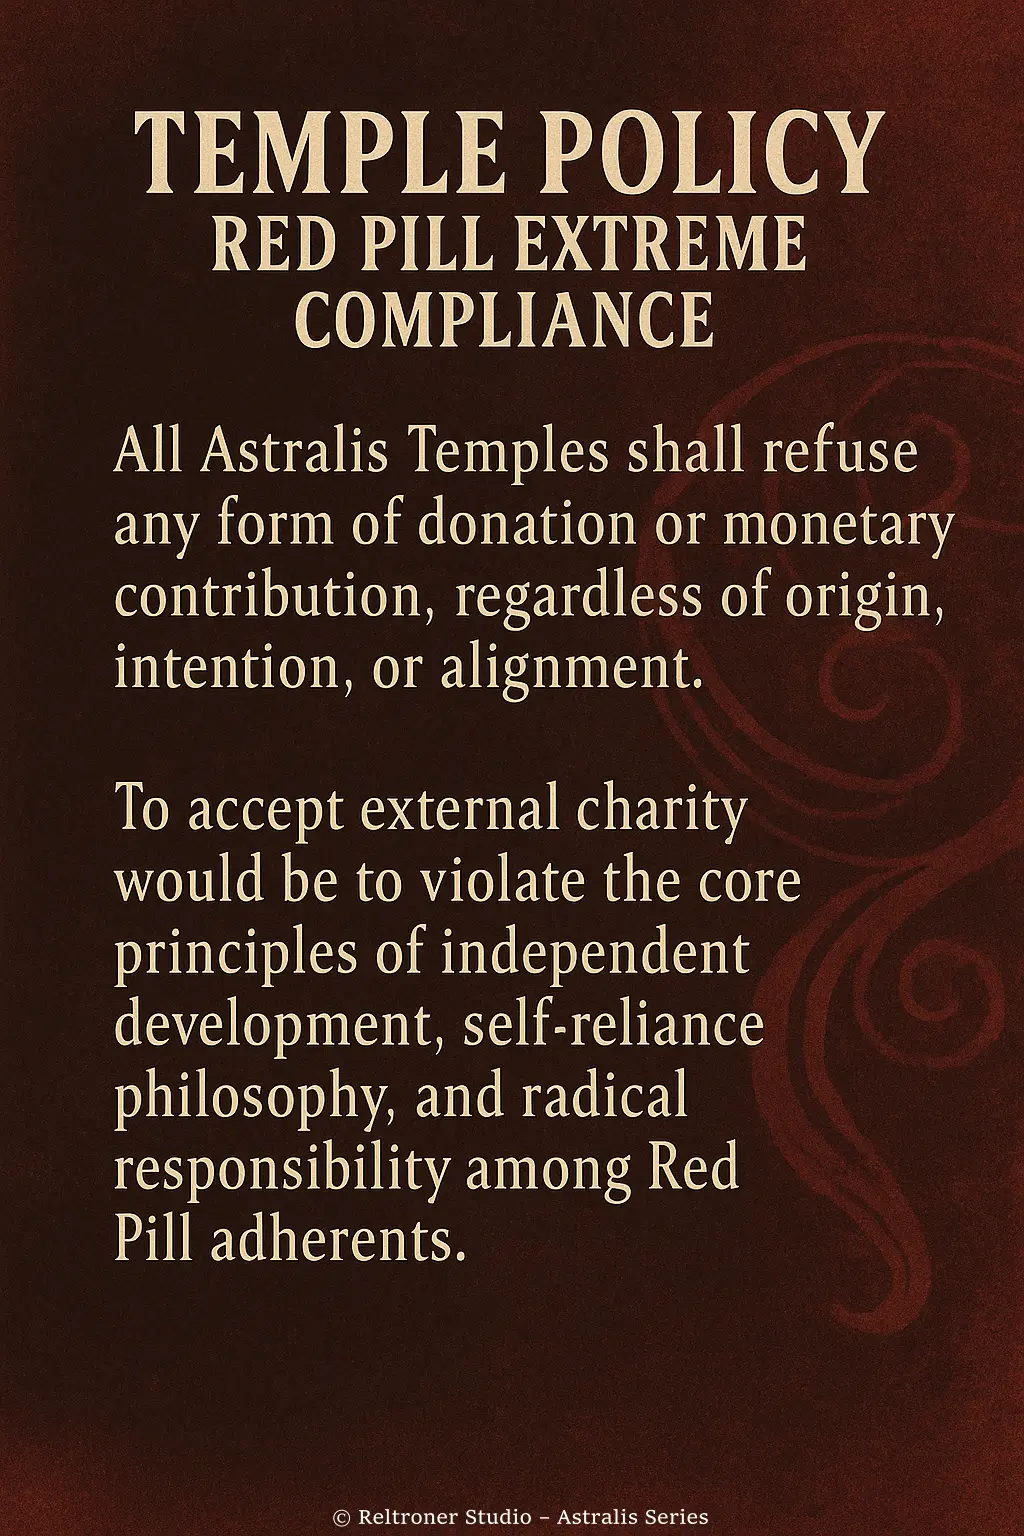 TEMPLE POLICY
RED PILL EXTREME
COMPLIANCE
All Astralis Temples shall refuse
any form of donation or monetary
contribution, regardless of origin,
intention, or alignment.
To accept external charity
would be to violate the core
principles of independent
development, self-reliance
philosophy, and radical
responsibility among Red
Pill adherents.
© Reltroner Studio – Astralis Series